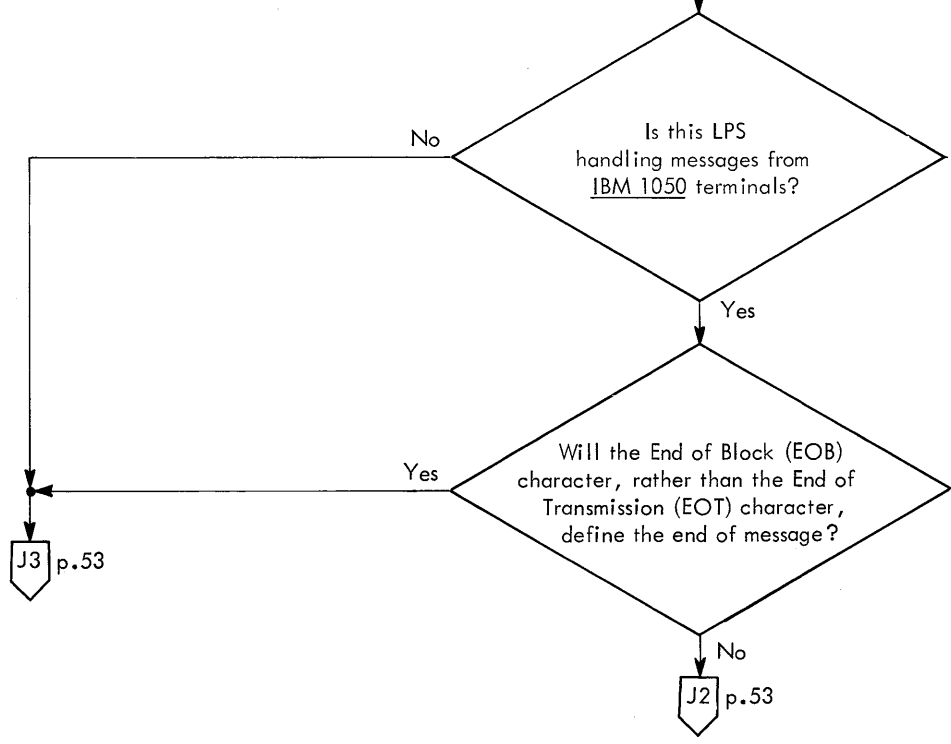 No
Is this LPS
handling messages from
IBM 1050 terminals?
Yes
Yes
Will the End of Block (EOB)
character, rather than the End of
Transmission (EOT) character,
define the end of message?
J3 p.53
No
J2 p.53